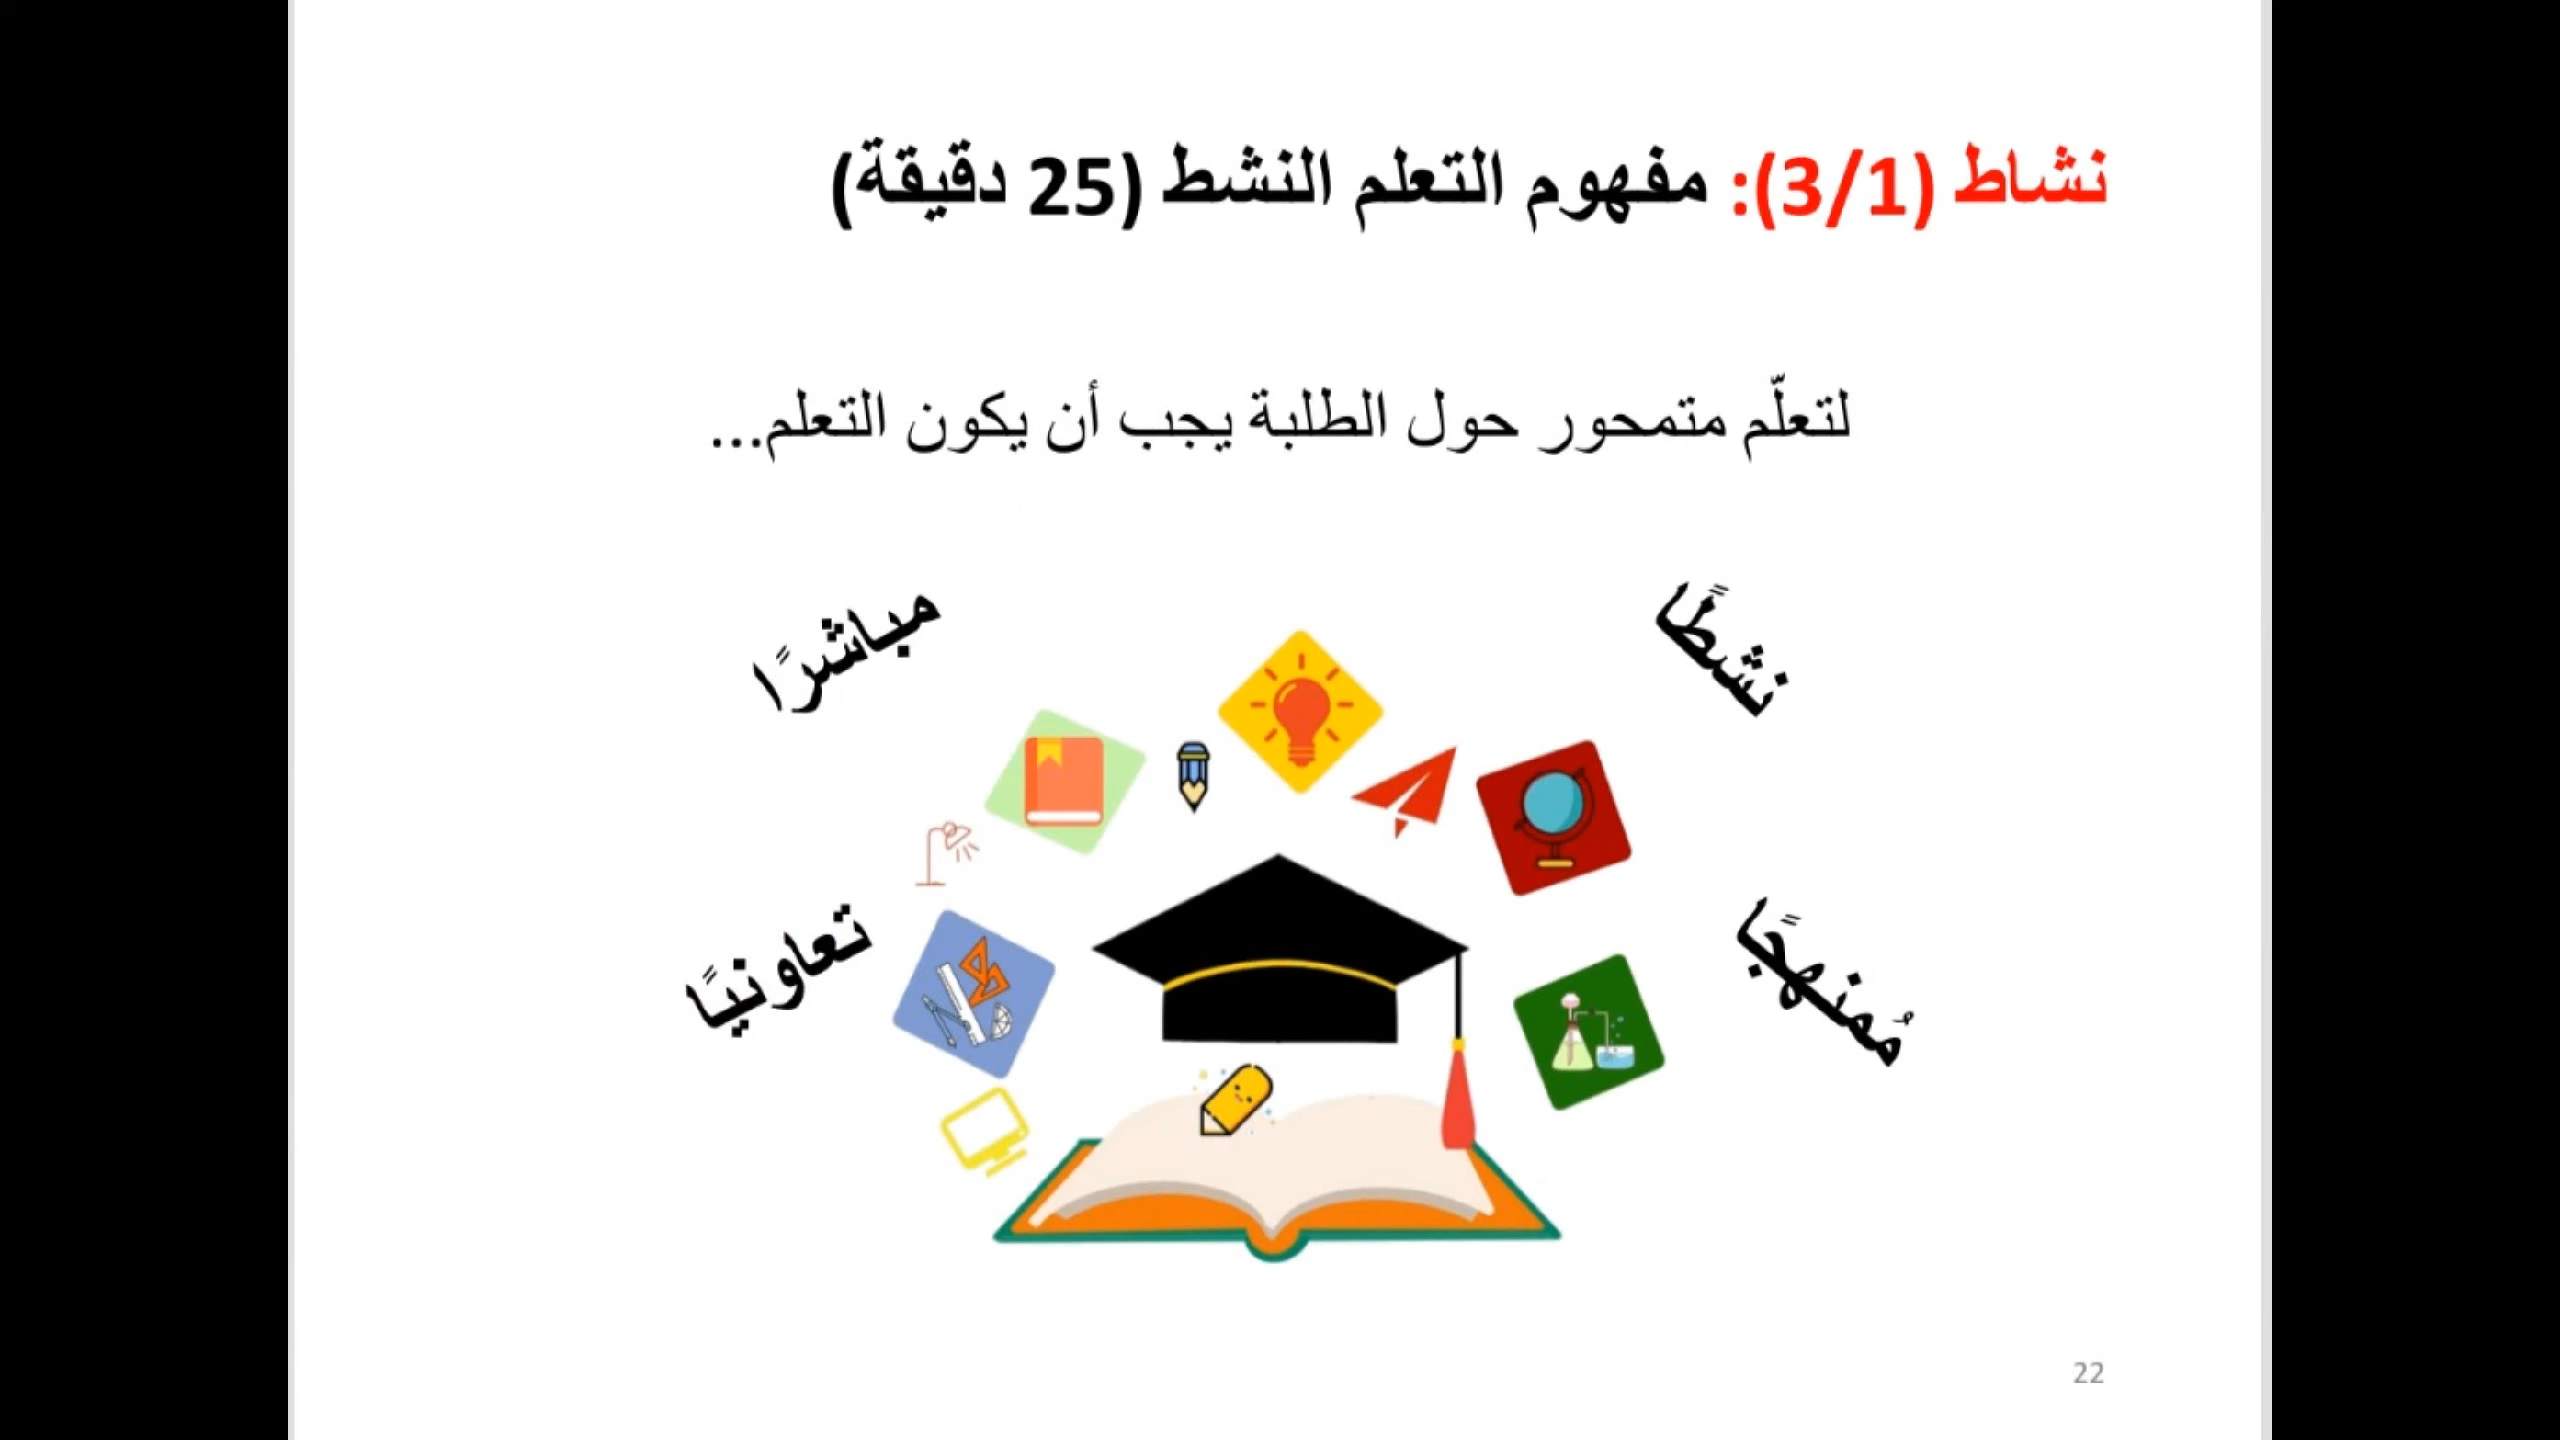 نشاط (3/1): مفهوم التعلم النشط (25 دقيقة)
لتعلّم متمحور حول الطلبة يجب أن يكون التعلم...
نشطًا
مباشرًا
مُمنهجًا
تعاونيًا
22